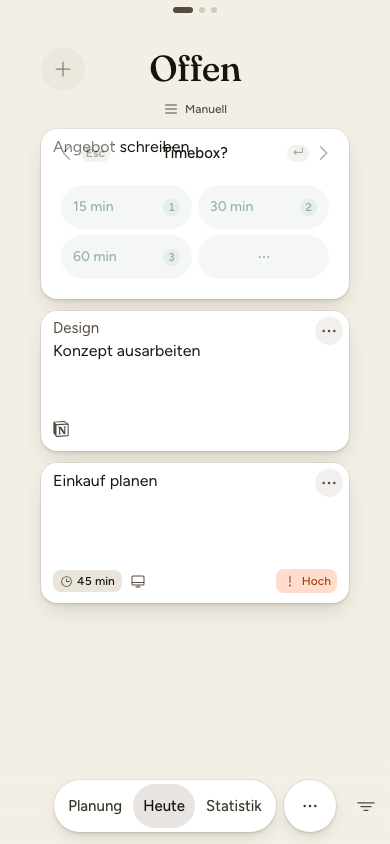 Offen
Manuell
Angebot schreiben
Esc Timebox?
15 min 1 30 min 2
60 min 3 ...
Design
Konzept ausarbeiten
Einkauf planen
45 min ! Hoch
Planung Heute Statistik